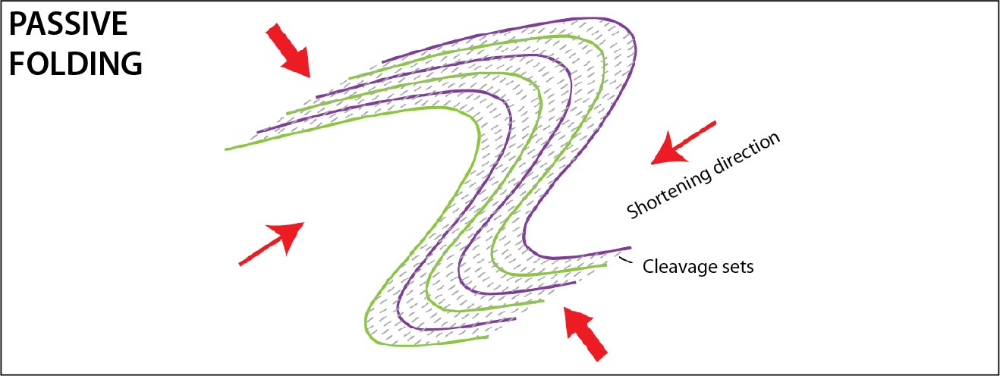 PASSIVE
FOLDING
Shortening direction
Cleavage sets